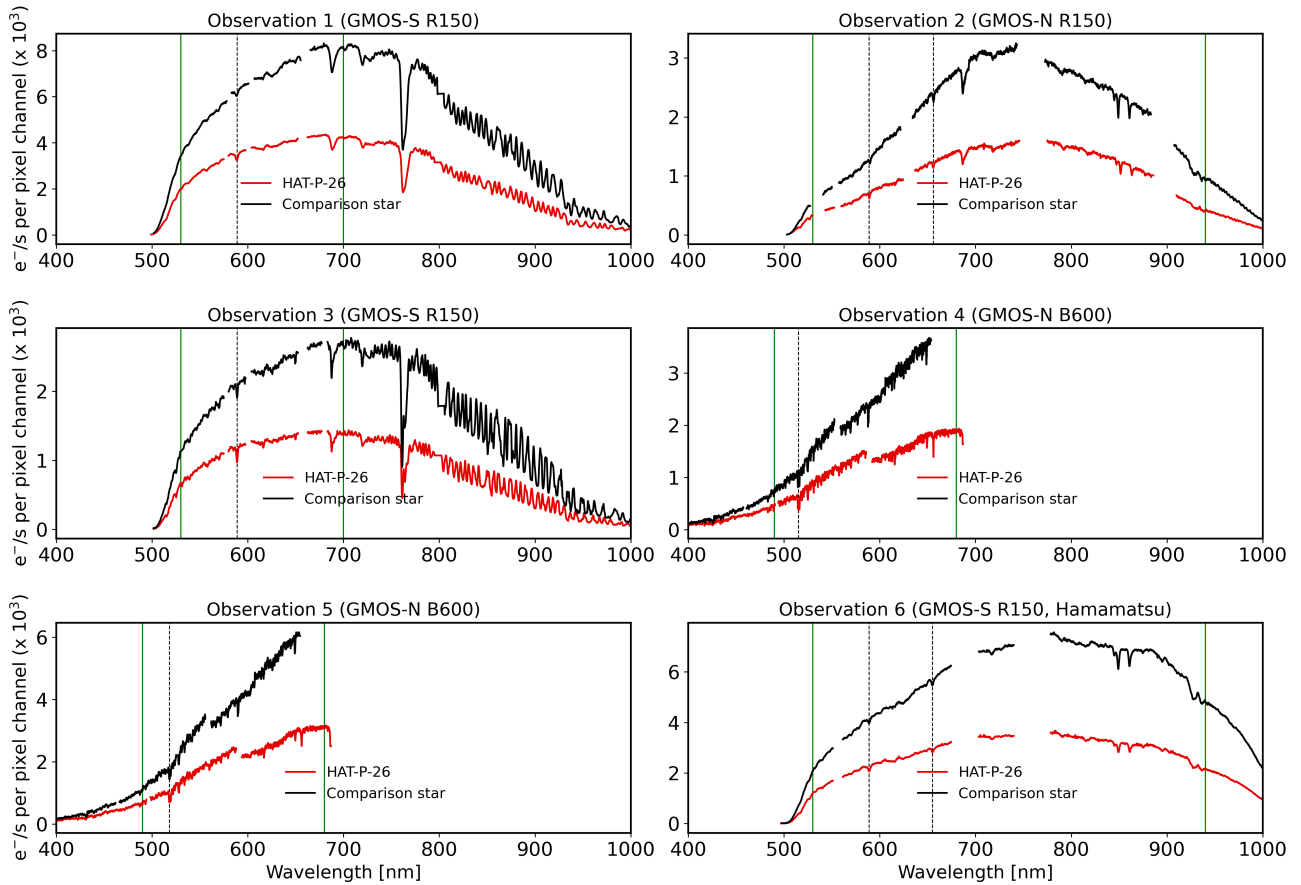 Observation 1 (GMOS-S R150)
e⁻/s per pixel channel (x 10³)
8
6
4
2
0
HAT-P-26
Comparison star
400 500 600 700 800 900 1000
Observation 2 (GMOS-N R150)
3
2
1
0
HAT-P-26
Comparison star
400 500 600 700 800 900 1000
Observation 3 (GMOS-S R150)
e⁻/s per pixel channel (x 10³)
2
1
0
HAT-P-26
Comparison star
400 500 600 700 800 900 1000
Observation 4 (GMOS-N B600)
3
2
1
0
HAT-P-26
Comparison star
400 500 600 700 800 900 1000
Observation 5 (GMOS-N B600)
e⁻/s per pixel channel (x 10³)
6
4
2
0
HAT-P-26
Comparison star
400 500 600 700 800 900 1000
Wavelength [nm]
Observation 6 (GMOS-S R150, Hamamatsu)
6
4
2
0
HAT-P-26
Comparison star
400 500 600 700 800 900 1000
Wavelength [nm]